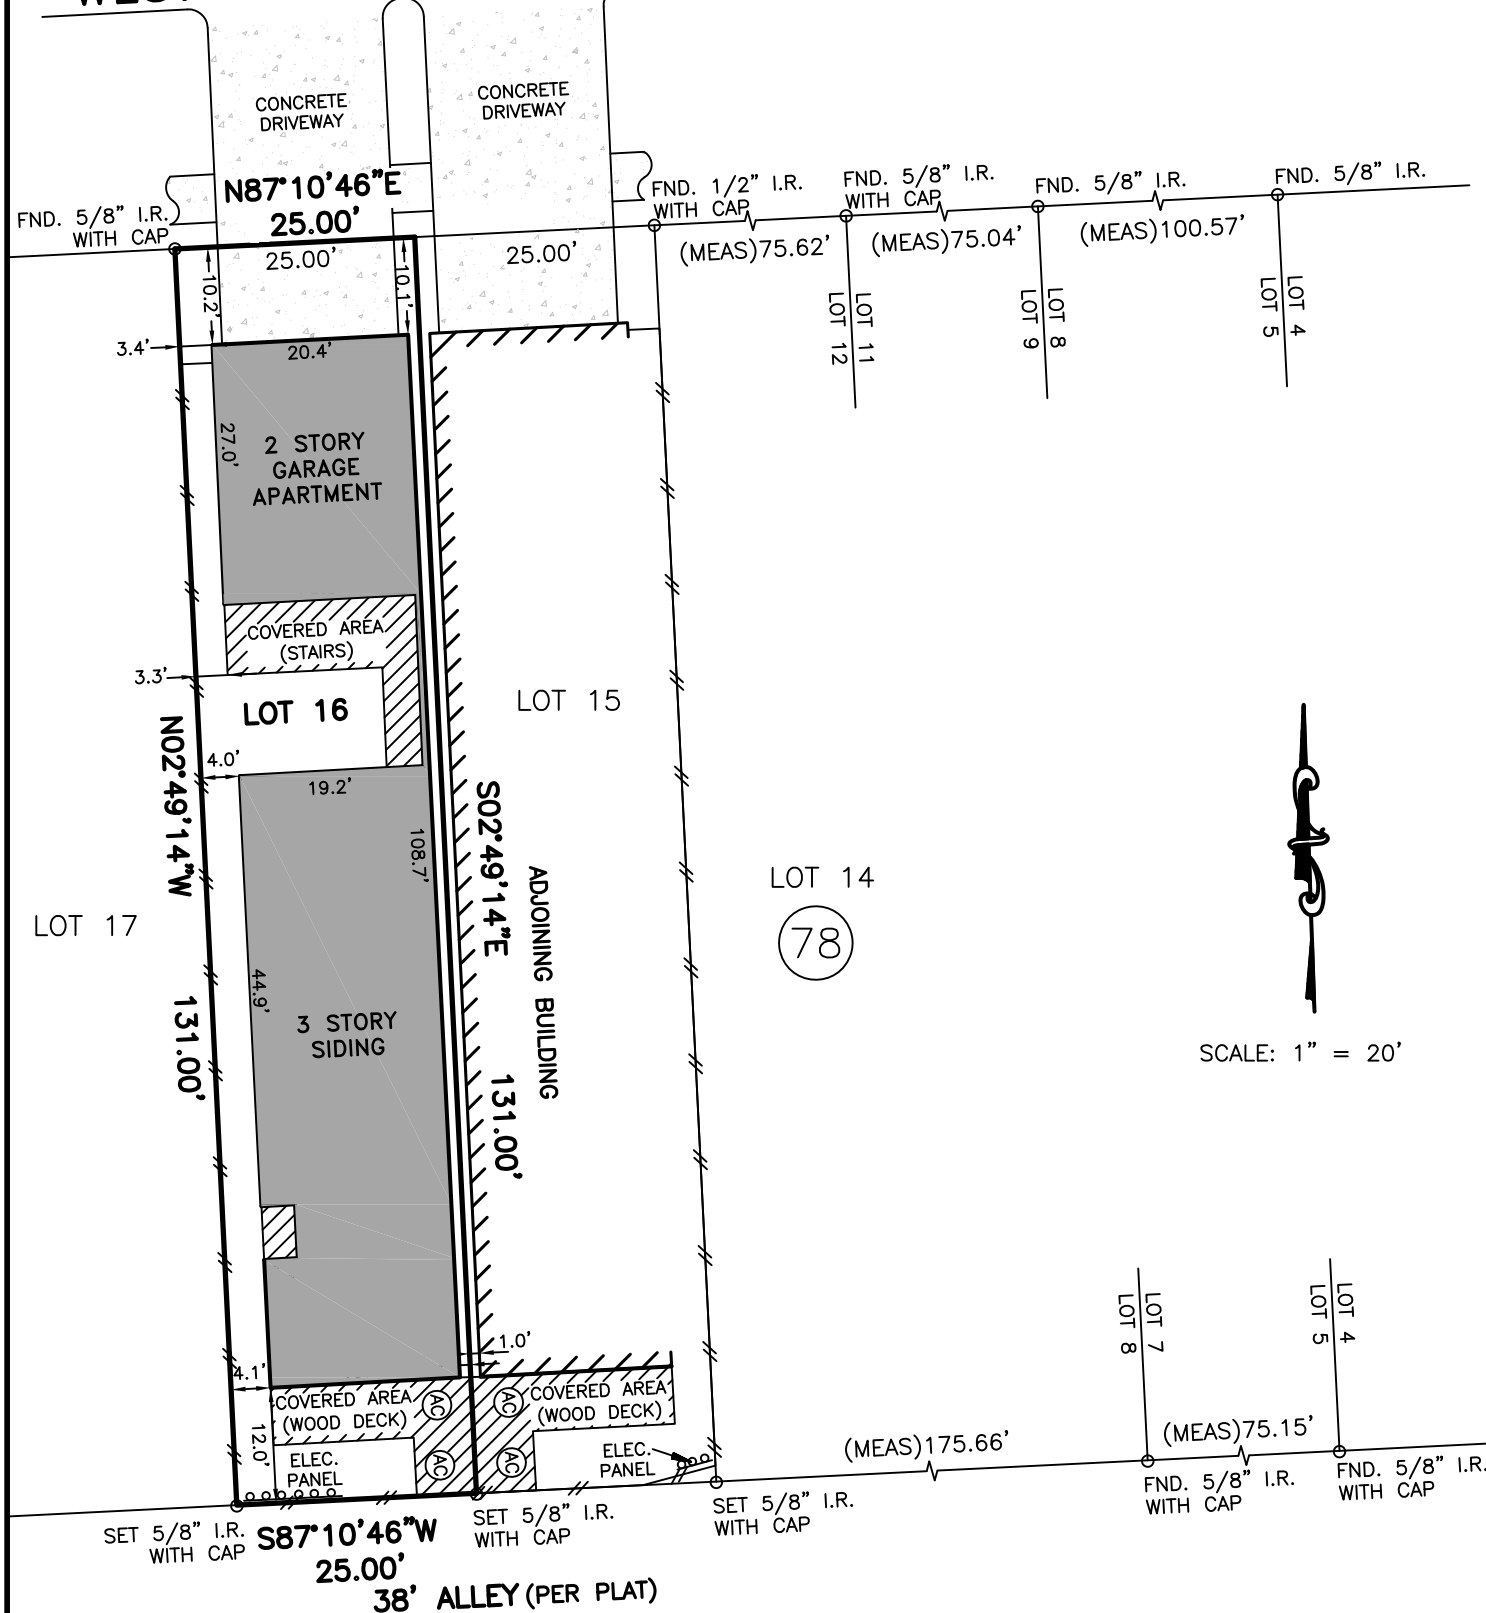 CONCRETE
DRIVEWAY
CONCRETE
DRIVEWAY
N87°10'46"E
25.00'
FND. 5/8" I.R.
WITH CAP
FND. 1/2" I.R.
WITH CAP
FND. 5/8" I.R.
WITH CAP
FND. 5/8" I.R.
FND. 5/8" I.R.
25.00'
25.00'
(MEAS)75.62'
(MEAS)75.04'
(MEAS)100.57'
10.2'
10.1'
LOT 12
LOT 11
LOT 9
LOT 8
LOT 5
LOT 4
3.4'
20.4'
27.0'
2 STORY
GARAGE
APARTMENT
COVERED AREA
(STAIRS)
3.3'
LOT 16
LOT 15
N02°49'14"W
131.00'
4.0'
19.2'
108.7'
S02°49'14"E
131.00'
ADJOINING BUILDING
LOT 14
78
LOT 17
44.9'
3 STORY
SIDING
SCALE: 1" = 20'
1.0'
4.1'
COVERED AREA
(WOOD DECK)
AC
AC
COVERED AREA
(WOOD DECK)
12.0'
ELEC.
PANEL
AC
AC
ELEC.
PANEL
LOT 8
LOT 7
LOT 5
LOT 4
(MEAS)175.66'
(MEAS)75.15'
SET 5/8" I.R.
WITH CAP
S87°10'46"W
25.00'
SET 5/8" I.R.
WITH CAP
SET 5/8" I.R.
WITH CAP
FND. 5/8" I.R.
WITH CAP
FND. 5/8" I.R.
WITH CAP
38' ALLEY (PER PLAT)